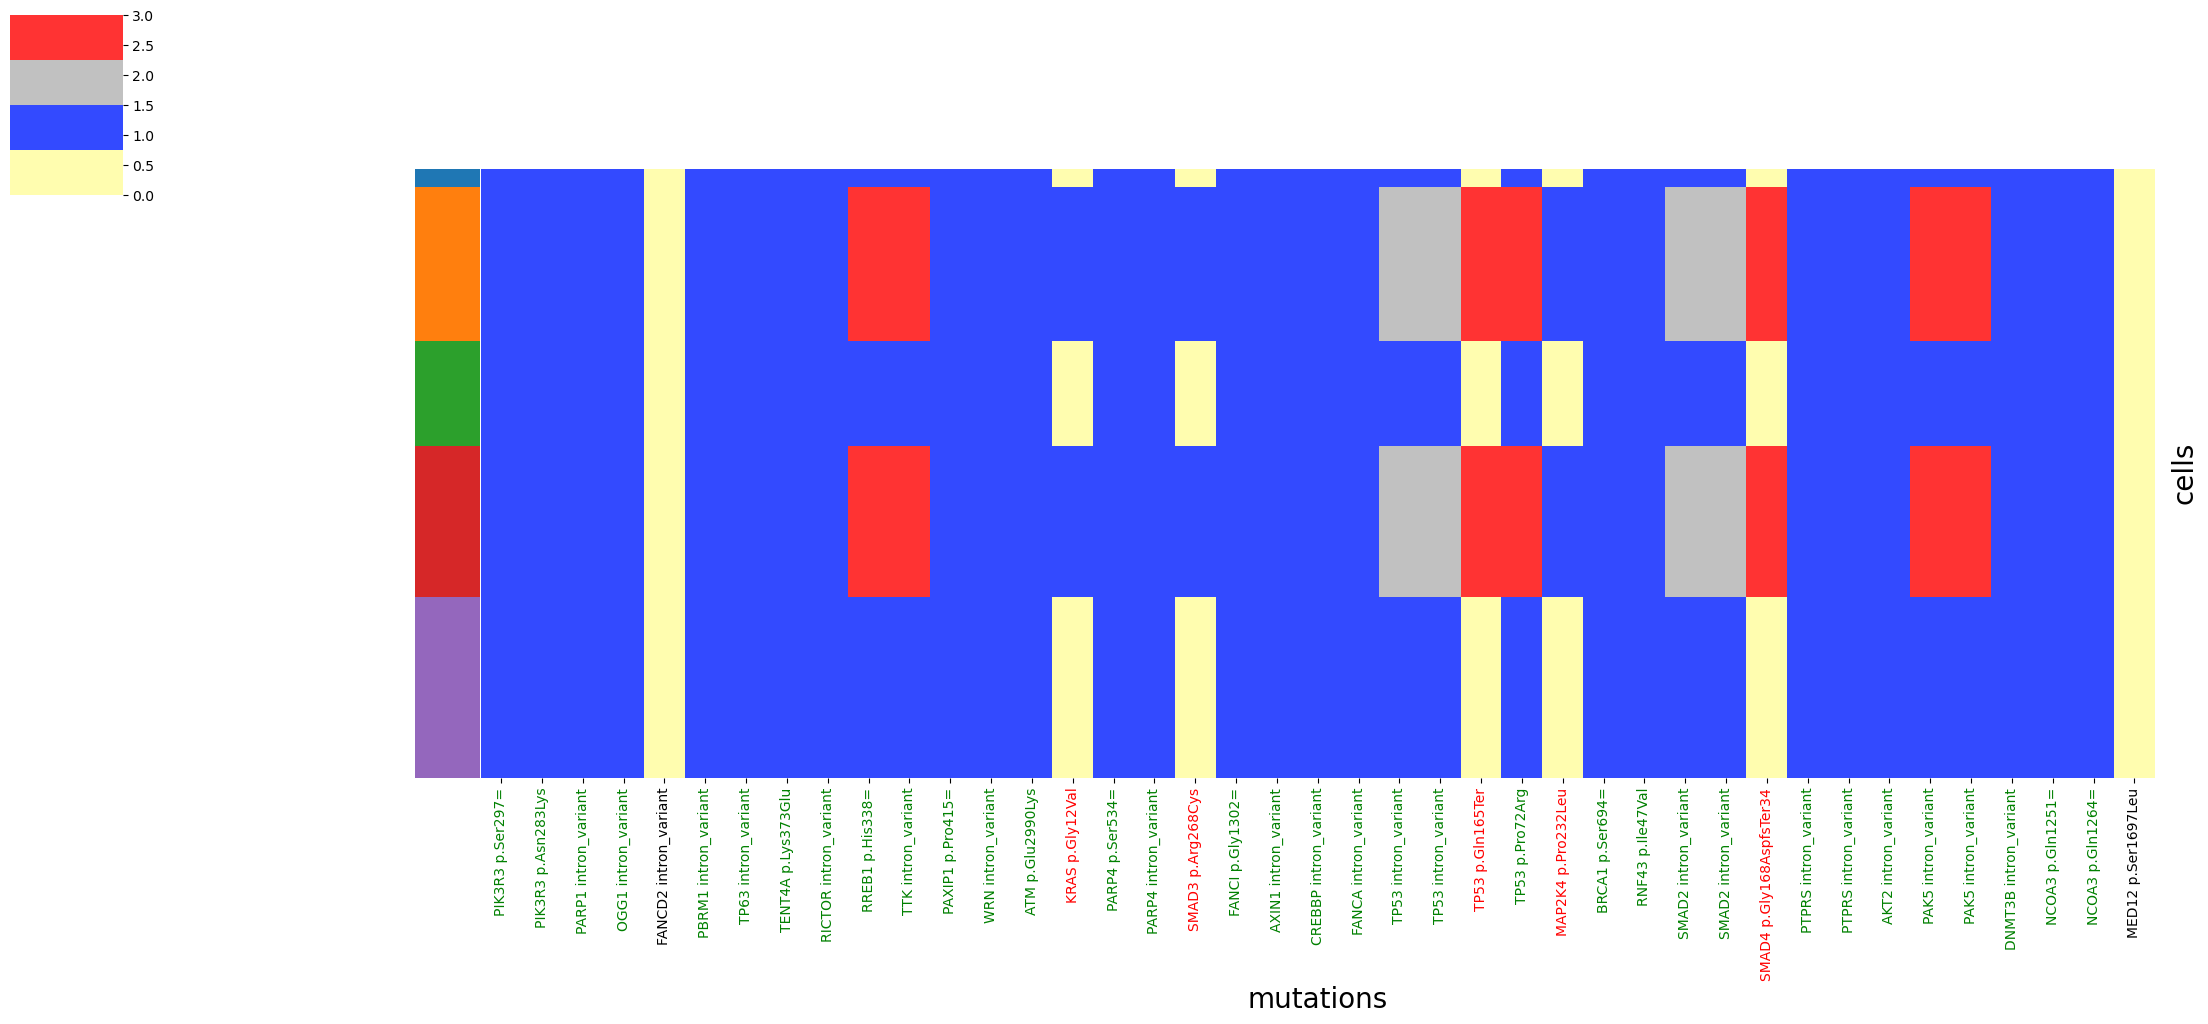 3.0
2.5
2.0
1.5
1.0
0.5
0.0
cells
PIK3R3 p.Ser297=
PIK3R3 p.Asn283Lys
PARP1 intron_variant
OGG1 intron_variant
FANCD2 intron_variant
PBRM1 intron_variant
TP63 intron_variant
TENT4A p.Lys373Glu
RICTOR intron_variant
RREB1 p.His338=
TTK intron_variant
PAXIP1 p.Pro415=
WRN intron_variant
ATM p.Glu2990Lys
KRAS p.Gly12Val
PARP4 p.Ser534=
PARP4 intron_variant
SMAD3 p.Arg268Cys
FANCI p.Gly1302=
AXIN1 intron_variant
CREBBP intron_variant
FANCA intron_variant
TP53 intron_variant
TP53 intron_variant
TP53 p.Gln165Ter
TP53 p.Pro72Arg
MAP2K4 p.Pro232Leu
BRCA1 p.Ser694=
RNF43 p.Ile47Val
SMAD2 intron_variant
SMAD2 intron_variant
SMAD4 p.Gly168AspfsTer34
PTPRS intron_variant
PTPRS intron_variant
AKT2 intron_variant
PAK5 intron_variant
PAK5 intron_variant
DNMT3B intron_variant
NCOA3 p.Gln1251=
NCOA3 p.Gln1264=
MED12 p.Ser1697Leu
mutations